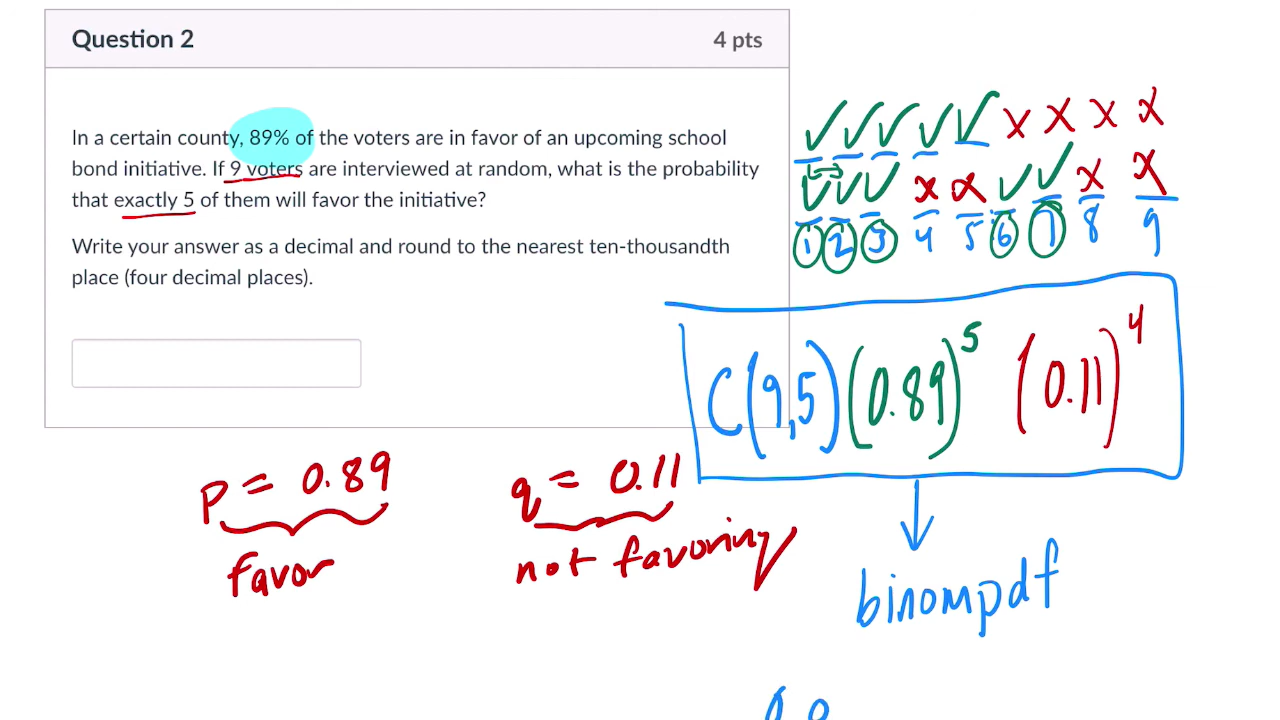 Question 2
4 pts
In a certain county, 89% of the voters are in favor of an upcoming school
bond initiative. If 9 voters are interviewed at random, what is the probability
that exactly 5 of them will favor the initiative?
Write your answer as a decimal and round to the nearest ten-thousandth
place (four decimal places).
✓ ✓ ✓ ✓ ✓ x x x x
✓ ✓ ✓ x x ✓ ✓ x x
1 2 3 4 5 6 7 8 9
C(9,5)(0.89)^5 (0.11)^4
p = 0.89
q = 0.11
favor
not favoring
binompdf